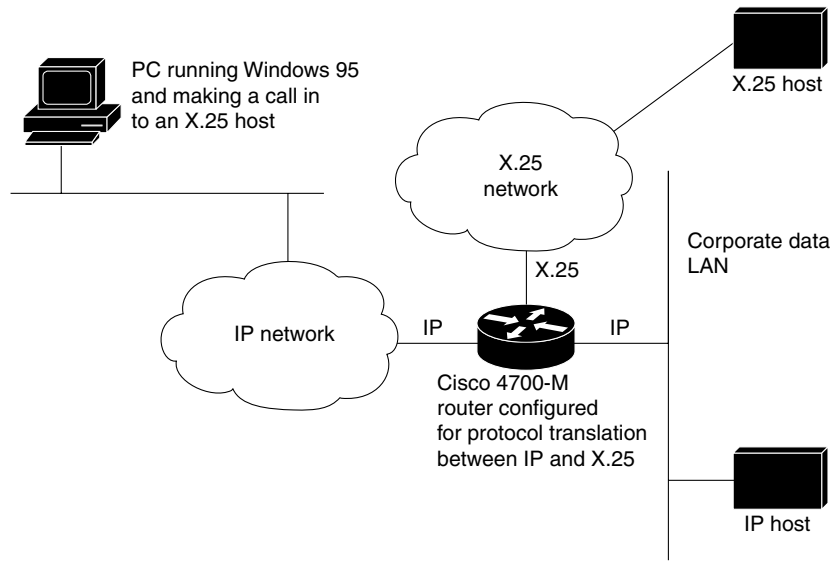 PC running Windows 95
and making a call in
to an X.25 host
X.25 host
X.25
network
Corporate data
LAN
X.25
IP network
IP
IP
Cisco 4700-M
router configured
for protocol translation
between IP and X.25
IP host